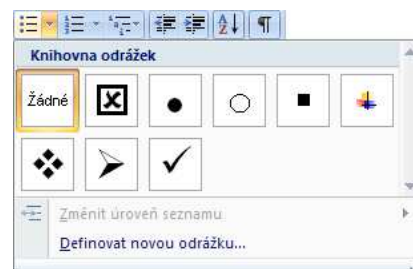 Knihovna odrážek
Žádné
Změnit úroveň seznamu
Definovat novou odrážku...